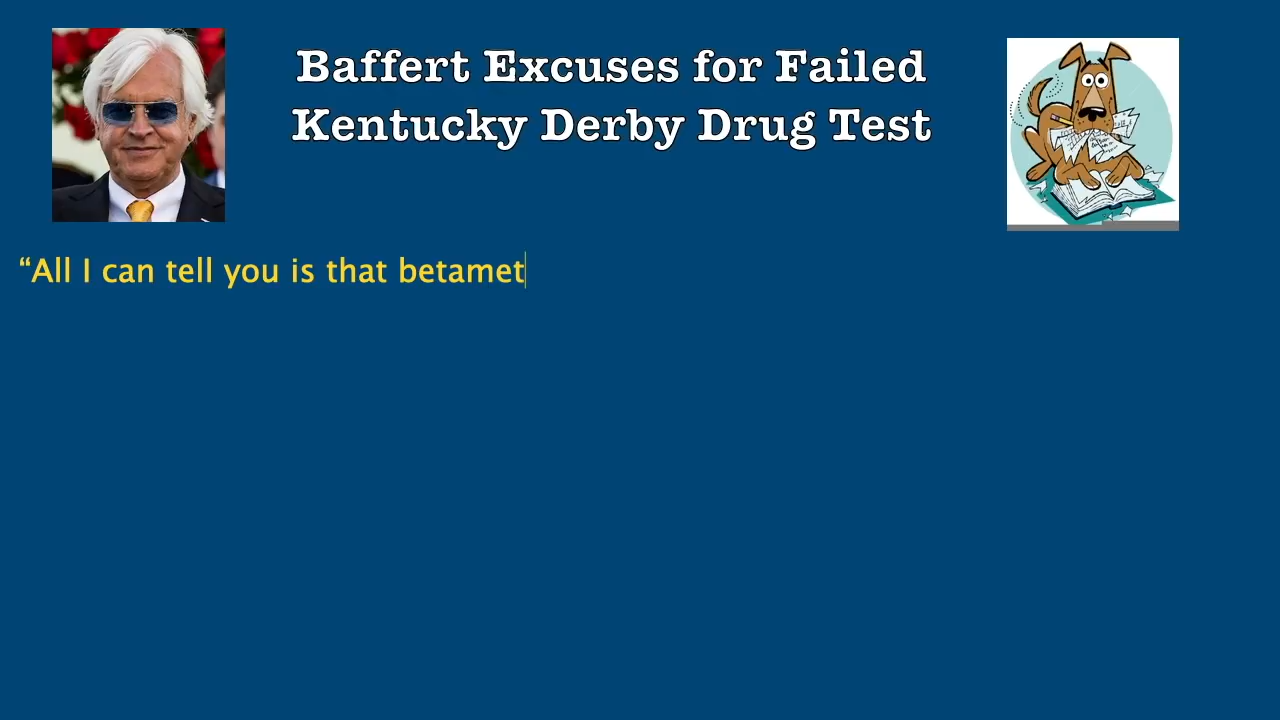 Baffert Excuses for Failed
Kentucky Derby Drug Test
“All I can tell you is that betamet